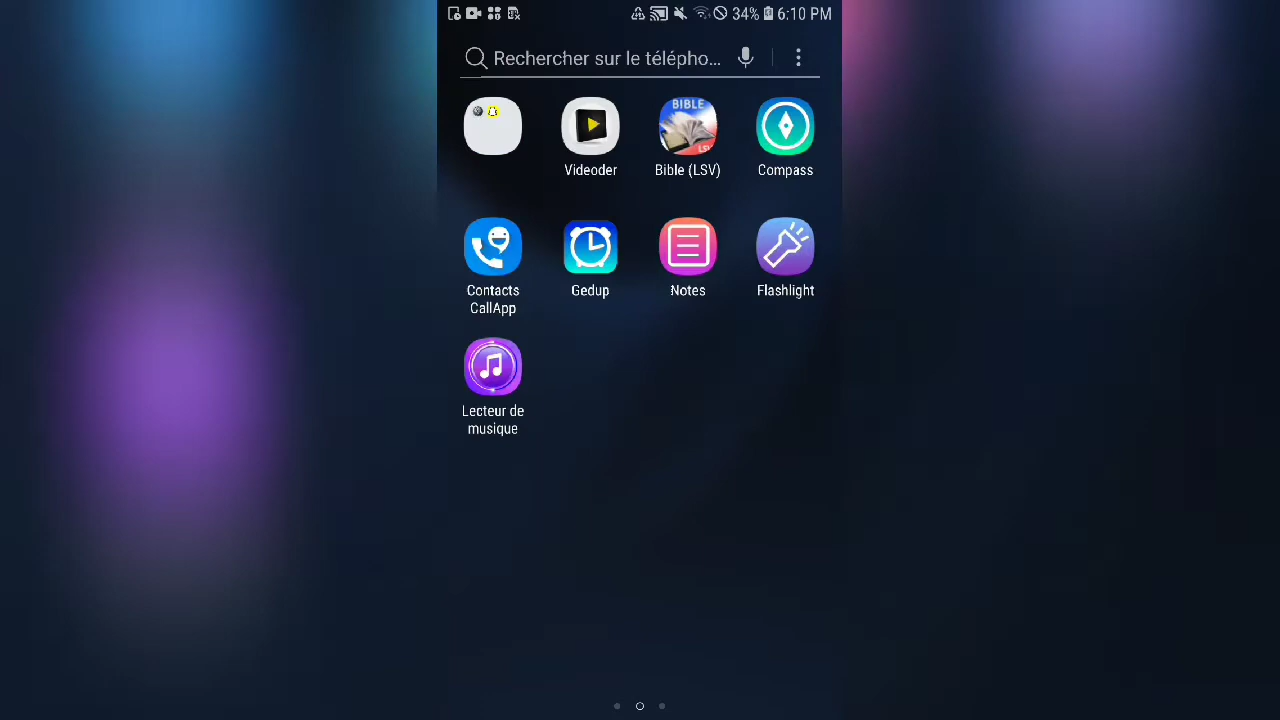 34% 6:10 PM
Rechercher sur le télépho...
BIBLE
LSV
Videoder Bible (LSV) Compass
Contacts CallApp Gedup Notes Flashlight
Lecteur de musique